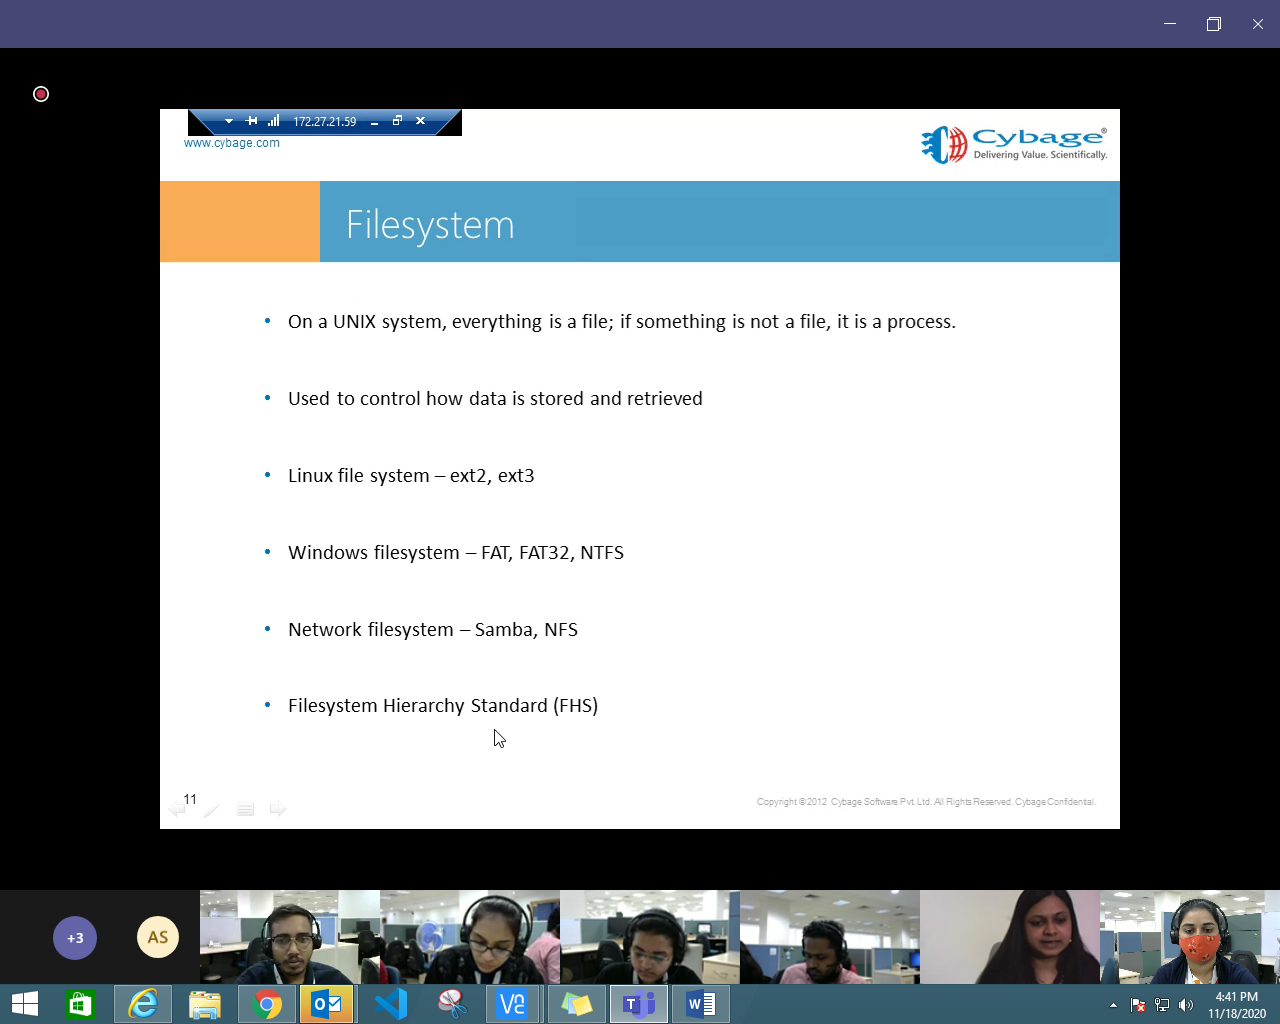 172.27.21.59
www.cybage.com
Cybage®
Delivering Value. Scientifically.
Filesystem
• On a UNIX system, everything is a file; if something is not a file, it is a process.
• Used to control how data is stored and retrieved
• Linux file system – ext2, ext3
• Windows filesystem – FAT, FAT32, NTFS
• Network filesystem – Samba, NFS
• Filesystem Hierarchy Standard (FHS)
11
Copyright ©2012 Cybage Software Pvt. Ltd. All Rights Reserved. Cybage Confidential.
+3
AS
4:41 PM
11/18/2020